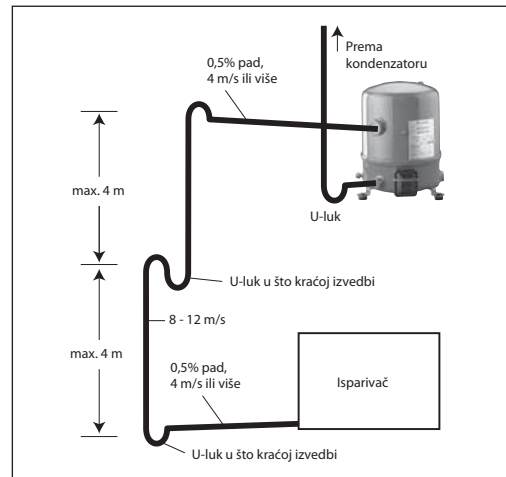 Prema
kondenzatoru
0,5% pad,
4 m/s ili više
max. 4 m
U-luk
U-luk u što kraćoj izvedbi
8 - 12 m/s
max. 4 m
0,5% pad,
4 m/s ili više
Isparivač
U-luk u što kraćoj izvedbi